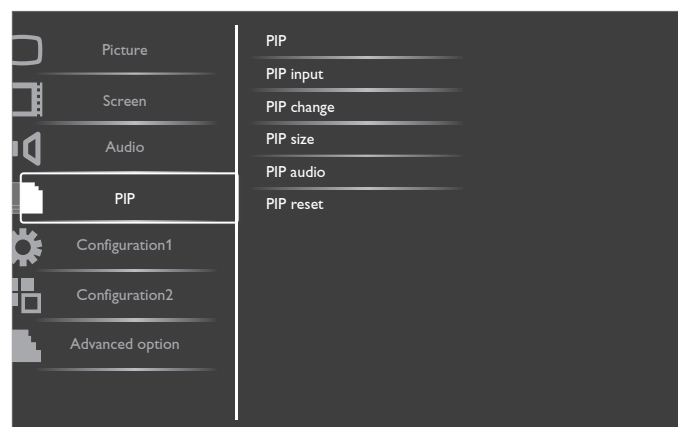 Picture
Screen
Audio
PIP
Configuration1
Configuration2
Advanced option
PIP
PIP input
PIP change
PIP size
PIP audio
PIP reset